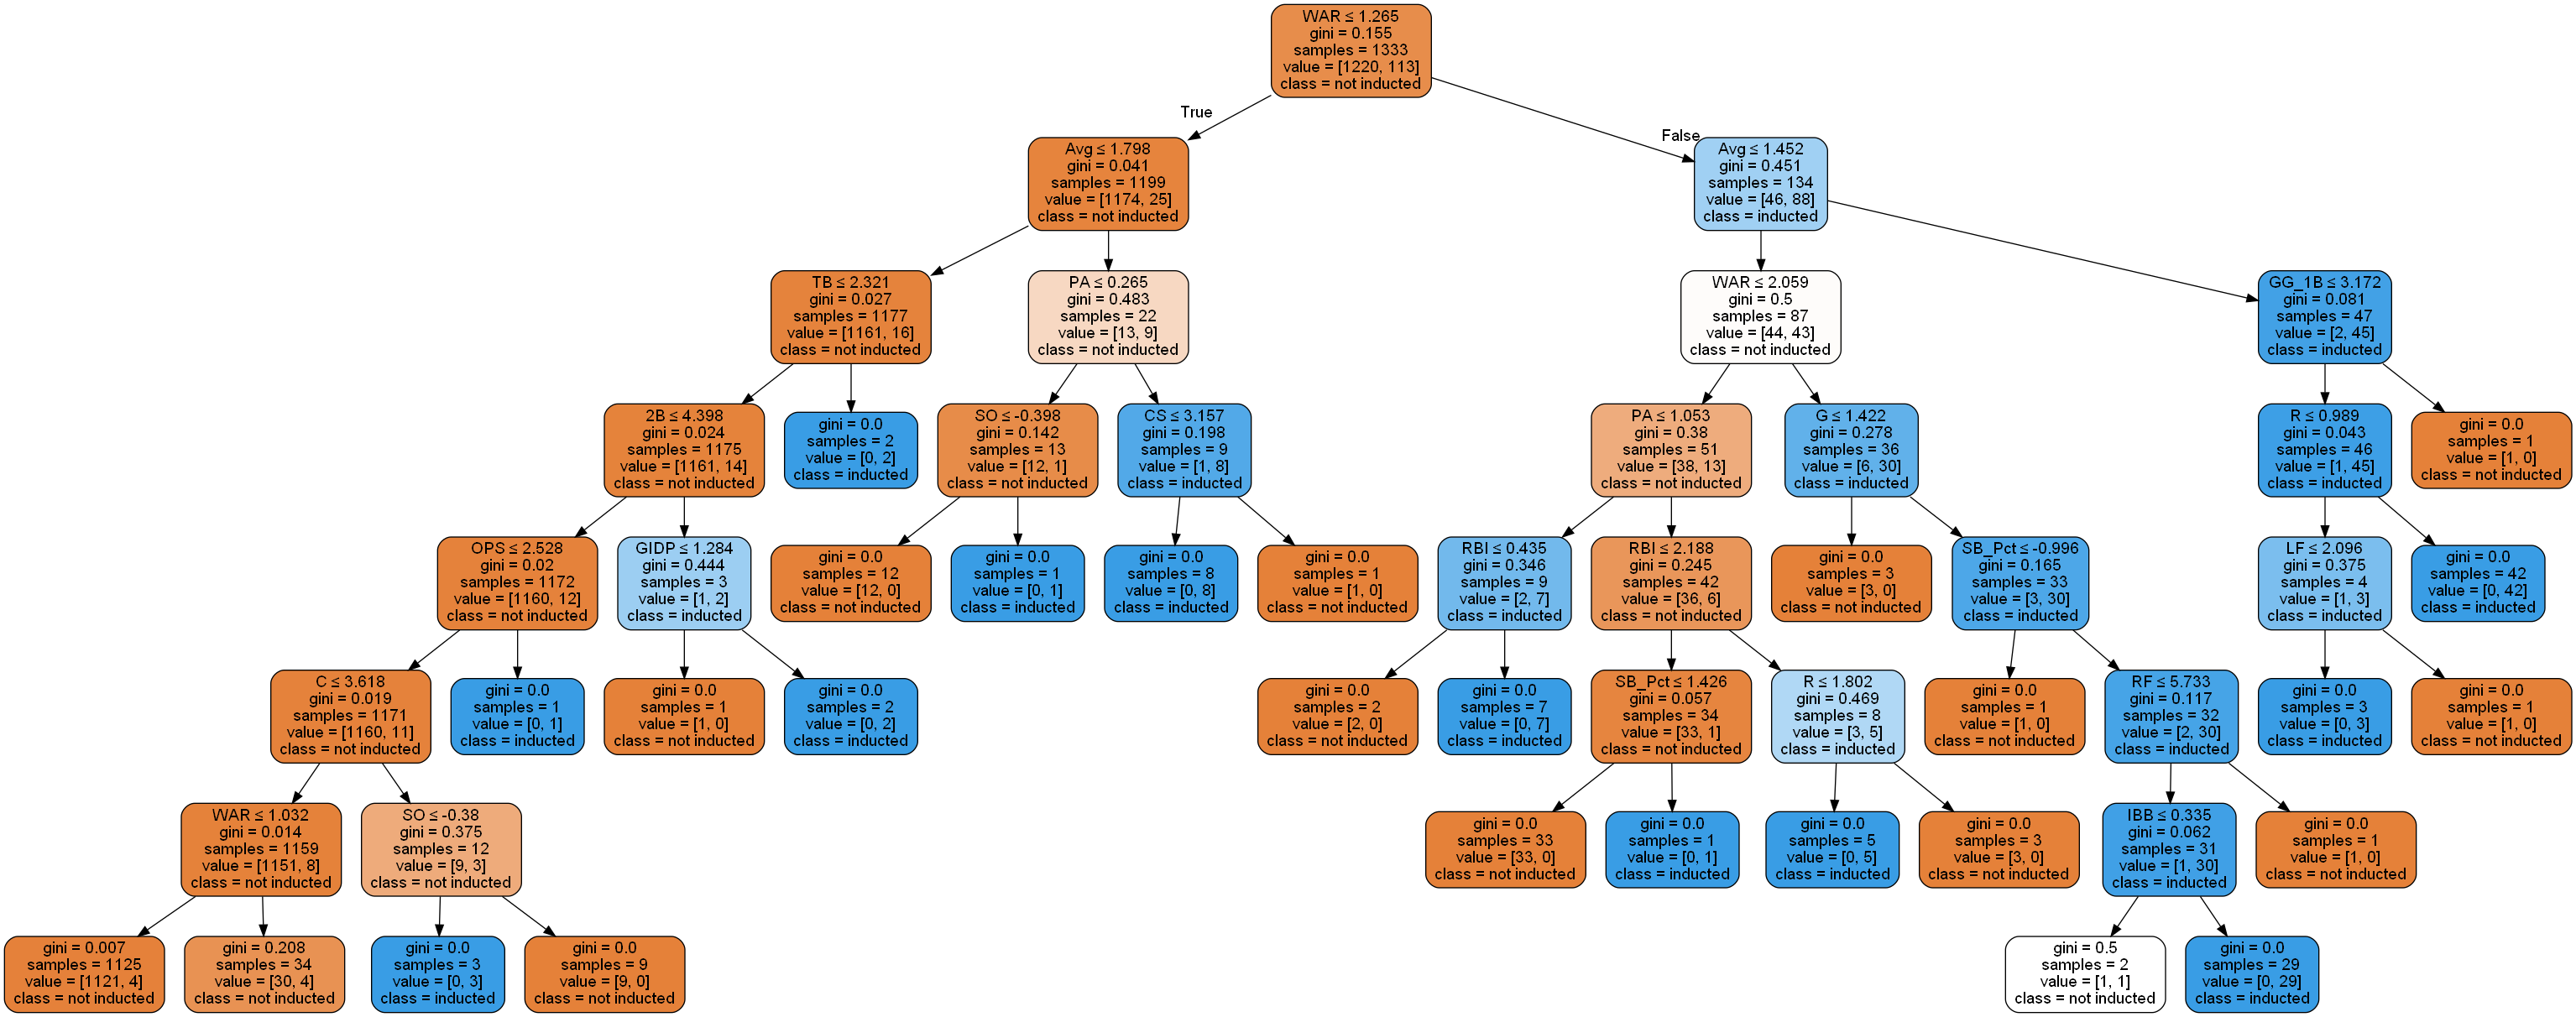 WAR ≤ 1.265
gini = 0.155
samples = 1333
value = [1220, 113]
class = not inducted
True
False
Avg ≤ 1.798
gini = 0.041
samples = 1199
value = [1174, 25]
class = not inducted
Avg ≤ 1.452
gini = 0.451
samples = 134
value = [46, 88]
class = inducted
TB ≤ 2.321
gini = 0.027
samples = 1177
value = [1161, 16]
class = not inducted
PA ≤ 0.265
gini = 0.483
samples = 22
value = [13, 9]
class = not inducted
WAR ≤ 2.059
gini = 0.5
samples = 87
value = [44, 43]
class = not inducted
GG_1B ≤ 3.172
gini = 0.081
samples = 47
value = [2, 45]
class = inducted
2B ≤ 4.398
gini = 0.024
samples = 1175
value = [1161, 14]
class = not inducted
gini = 0.0
samples = 2
value = [0, 2]
class = inducted
SO ≤ -0.398
gini = 0.142
samples = 13
value = [12, 1]
class = not inducted
CS ≤ 3.157
gini = 0.198
samples = 9
value = [1, 8]
class = inducted
PA ≤ 1.053
gini = 0.38
samples = 51
value = [38, 13]
class = not inducted
G ≤ 1.422
gini = 0.278
samples = 36
value = [6, 30]
class = inducted
R ≤ 0.989
gini = 0.043
samples = 46
value = [1, 45]
class = inducted
gini = 0.0
samples = 1
value = [1, 0]
class = not inducted
OPS ≤ 2.528
gini = 0.02
samples = 1172
value = [1160, 12]
class = not inducted
GIDP ≤ 1.284
gini = 0.444
samples = 3
value = [1, 2]
class = inducted
gini = 0.0
samples = 12
value = [12, 0]
class = not inducted
gini = 0.0
samples = 1
value = [0, 1]
class = inducted
gini = 0.0
samples = 8
value = [0, 8]
class = inducted
gini = 0.0
samples = 1
value = [1, 0]
class = not inducted
RBI ≤ 0.435
gini = 0.346
samples = 9
value = [2, 7]
class = inducted
RBI ≤ 2.188
gini = 0.245
samples = 42
value = [36, 6]
class = not inducted
gini = 0.0
samples = 3
value = [3, 0]
class = not inducted
SB_Pct ≤ -0.996
gini = 0.165
samples = 33
value = [3, 30]
class = inducted
LF ≤ 2.096
gini = 0.375
samples = 4
value = [1, 3]
class = inducted
gini = 0.0
samples = 42
value = [0, 42]
class = inducted
C ≤ 3.618
gini = 0.019
samples = 1171
value = [1160, 11]
class = not inducted
gini = 0.0
samples = 1
value = [0, 1]
class = inducted
gini = 0.0
samples = 1
value = [1, 0]
class = not inducted
gini = 0.0
samples = 2
value = [0, 2]
class = inducted
gini = 0.0
samples = 2
value = [2, 0]
class = not inducted
gini = 0.0
samples = 7
value = [0, 7]
class = inducted
SB_Pct ≤ 1.426
gini = 0.057
samples = 34
value = [33, 1]
class = not inducted
R ≤ 1.802
gini = 0.469
samples = 8
value = [3, 5]
class = inducted
gini = 0.0
samples = 1
value = [1, 0]
class = not inducted
RF ≤ 5.733
gini = 0.117
samples = 32
value = [2, 30]
class = inducted
gini = 0.0
samples = 3
value = [0, 3]
class = inducted
gini = 0.0
samples = 1
value = [1, 0]
class = not inducted
WAR ≤ 1.032
gini = 0.014
samples = 1159
value = [1151, 8]
class = not inducted
SO ≤ -0.38
gini = 0.375
samples = 12
value = [9, 3]
class = not inducted
gini = 0.0
samples = 33
value = [33, 0]
class = not inducted
gini = 0.0
samples = 1
value = [0, 1]
class = inducted
gini = 0.0
samples = 5
value = [0, 5]
class = inducted
gini = 0.0
samples = 3
value = [3, 0]
class = not inducted
IBB ≤ 0.335
gini = 0.062
samples = 31
value = [1, 30]
class = inducted
gini = 0.0
samples = 1
value = [1, 0]
class = not inducted
gini = 0.007
samples = 1125
value = [1121, 4]
class = not inducted
gini = 0.208
samples = 34
value = [30, 4]
class = not inducted
gini = 0.0
samples = 3
value = [0, 3]
class = inducted
gini = 0.0
samples = 9
value = [9, 0]
class = not inducted
gini = 0.5
samples = 2
value = [1, 1]
class = not inducted
gini = 0.0
samples = 29
value = [0, 29]
class = inducted